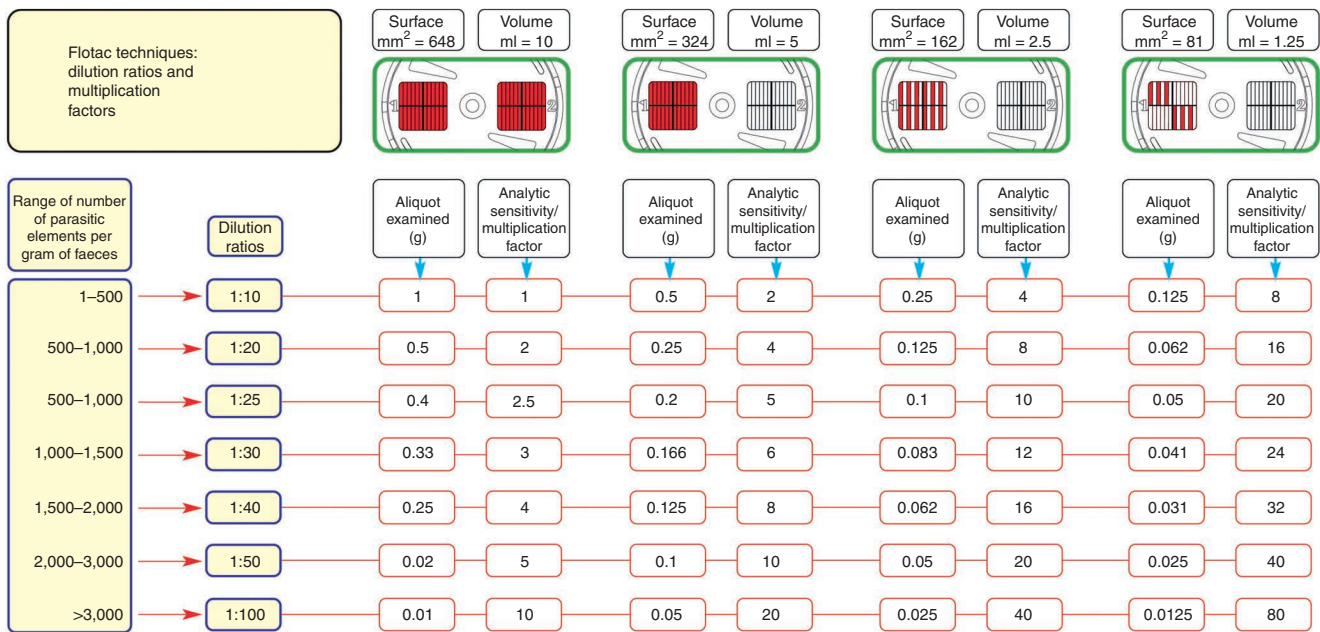 Flotac techniques:
dilution ratios and
multiplication
factors
Surface
mm² = 648
Volume
ml = 10
Surface
mm² = 324
Volume
ml = 5
Surface
mm² = 162
Volume
ml = 2.5
Surface
mm² = 81
Volume
ml = 1.25
1
2
1
2
1
2
1
2
Range of number
of parasitic
elements per
gram of faeces
Dilution
ratios
Aliquot
examined
(g)
Analytic
sensitivity/
multiplication
factor
Aliquot
examined
(g)
Analytic
sensitivity/
multiplication
factor
Aliquot
examined
(g)
Analytic
sensitivity/
multiplication
factor
Aliquot
examined
(g)
Analytic
sensitivity/
multiplication
factor
1–500 1:10 1 1 0.5 2 0.25 4 0.125 8
500–1,000 1:20 0.5 2 0.25 4 0.125 8 0.062 16
500–1,000 1:25 0.4 2.5 0.2 5 0.1 10 0.05 20
1,000–1,500 1:30 0.33 3 0.166 6 0.083 12 0.041 24
1,500–2,000 1:40 0.25 4 0.125 8 0.062 16 0.031 32
2,000–3,000 1:50 0.02 5 0.1 10 0.05 20 0.025 40
>3,000 1:100 0.01 10 0.05 20 0.025 40 0.0125 80